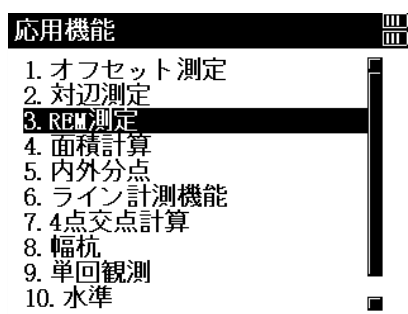 応用機能
1. オフセット測定
2. 対辺測定
3. REM測定
4. 面積計算
5. 内外分点
6. ライン計測機能
7. 4点交点計算
8. 幅杭
9. 単回観測
10. 水準